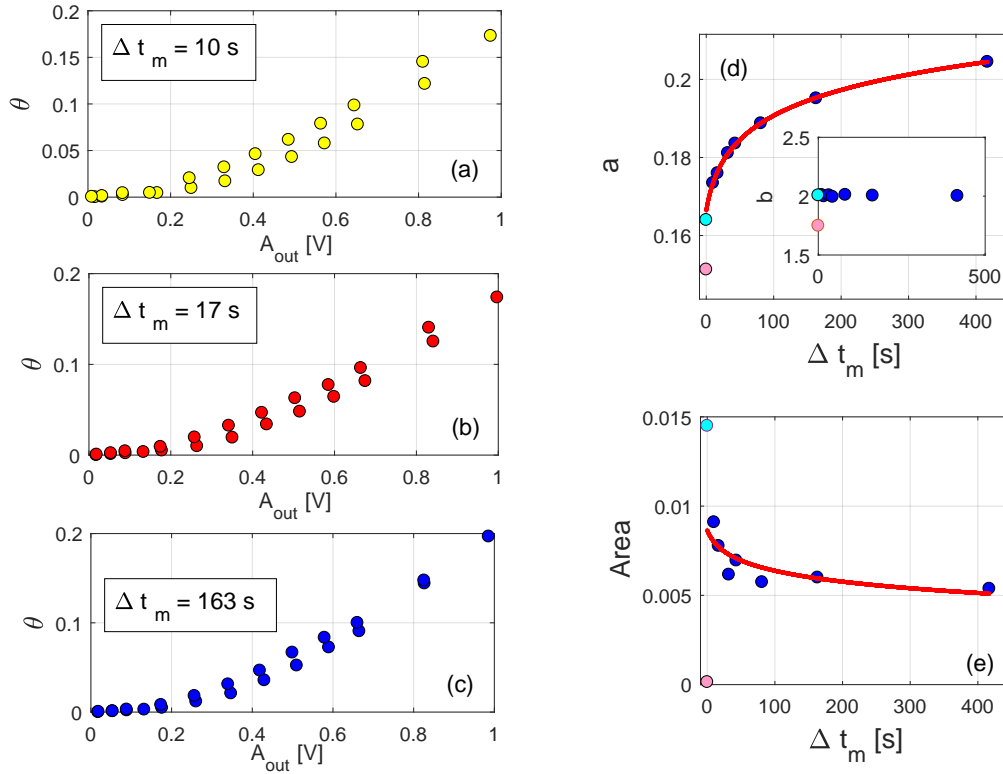 0.2
Δ t m = 10 s
0.15
θ
0.1
0.05
(a)
0
0 0.2 0.4 0.6 0.8 1
A out [V]
0.2
Δ t m = 17 s
θ
0.1
(b)
0
0 0.2 0.4 0.6 0.8 1
A out [V]
0.2
Δ t m = 163 s
θ
0.1
(c)
0
0 0.2 0.4 0.6 0.8 1
A out [V]
(d)
0.2
a
0.18
0.16
2.5
b
2
1.5
0 500
0 100 200 300 400
Δ t m [s]
0.015
0.01
Area
0.005
(e)
0
0 100 200 300 400
Δ t m [s]